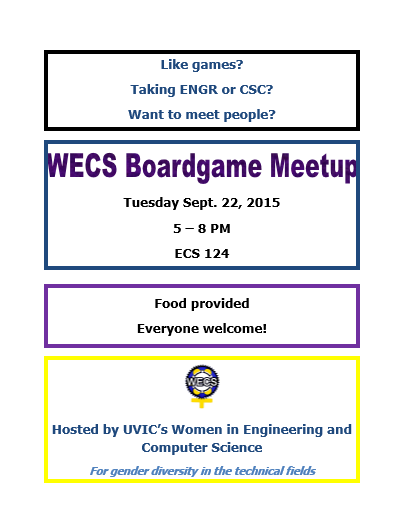 Like games?
Taking ENGR or CSC?
Want to meet people?
WECS Boardgame Meetup
Tuesday Sept. 22, 2015
5 – 8 PM
ECS 124
Food provided
Everyone welcome!
WECS
Hosted by UVIC’s Women in Engineering and
Computer Science
For gender diversity in the technical fields